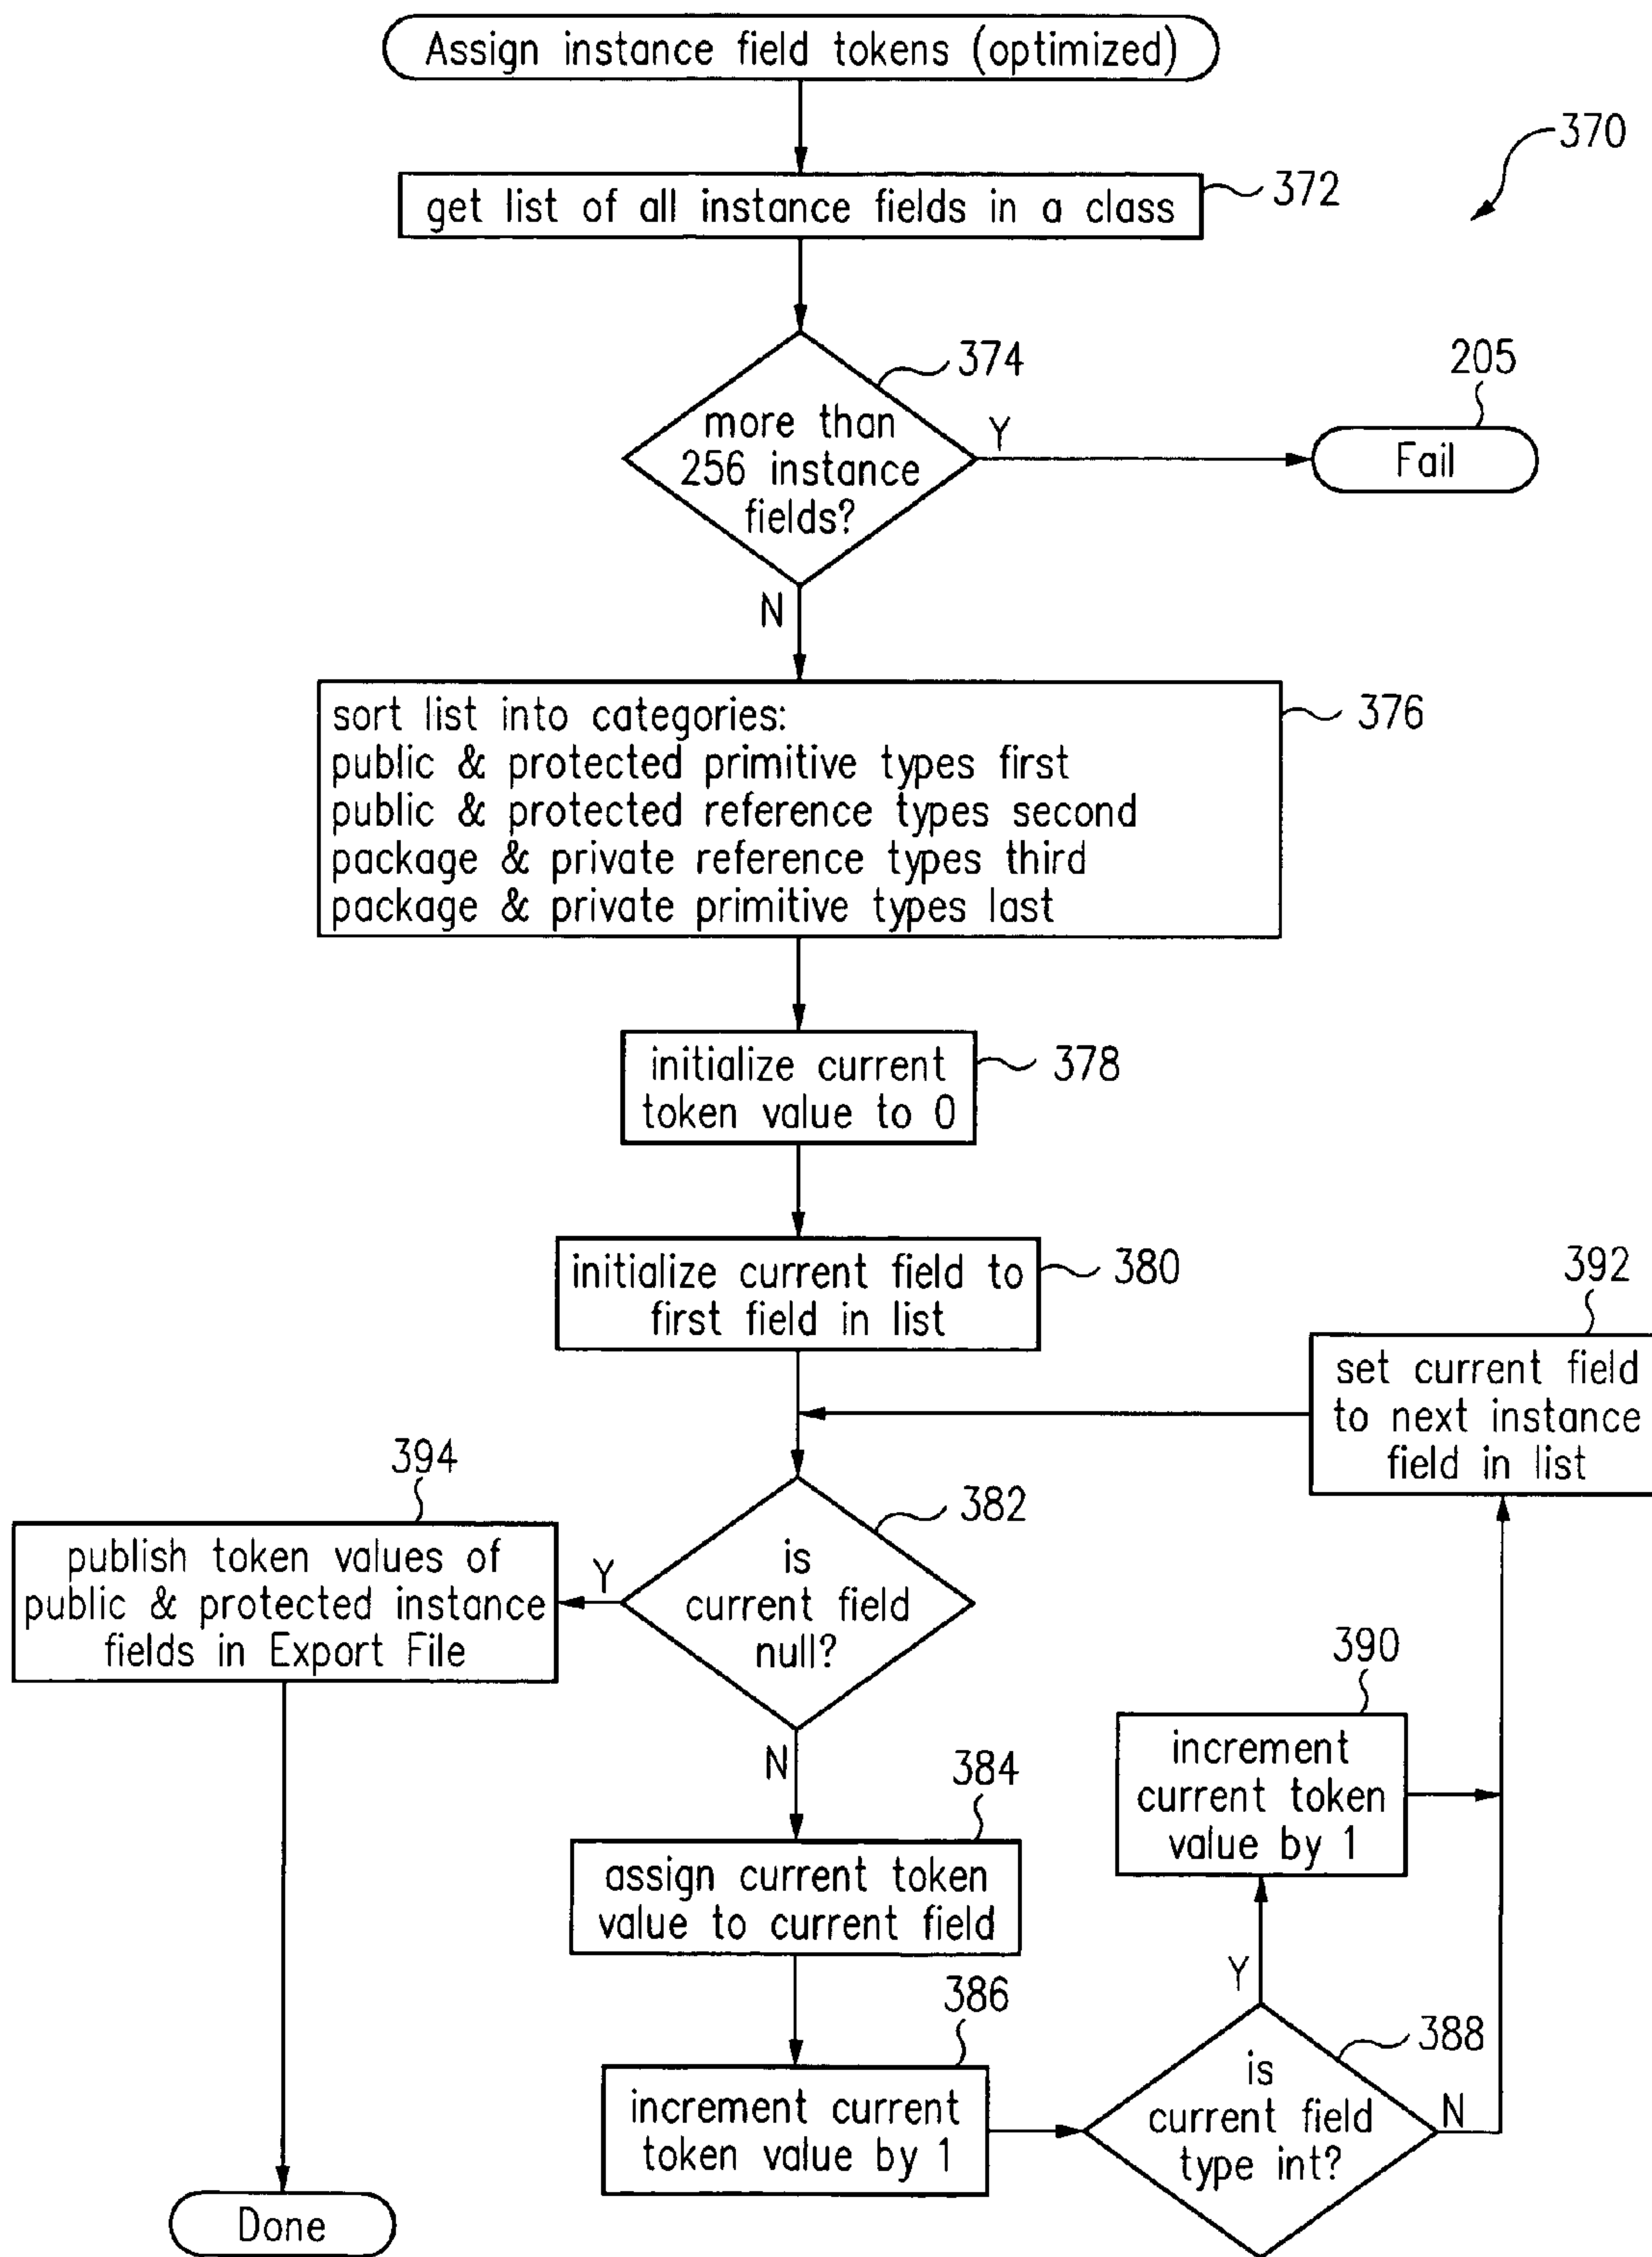 Assign instance field tokens (optimized)
370
get list of all instance fields in a class
372
374
more than
256 instance
fields?
Y
205
Fail
N
sort list into categories:
public & protected primitive types first
public & protected reference types second
package & private reference types third
package & private primitive types last
376
initialize current
token value to 0
378
initialize current field to
first field in list
380
392
set current field
to next instance
field in list
394
publish token values of
public & protected instance
fields in Export File
Y
382
is
current field
null?
N
390
increment
current token
value by 1
384
assign current token
value to current field
386
increment current
token value by 1
Y
388
is
current field
type int?
N
Done